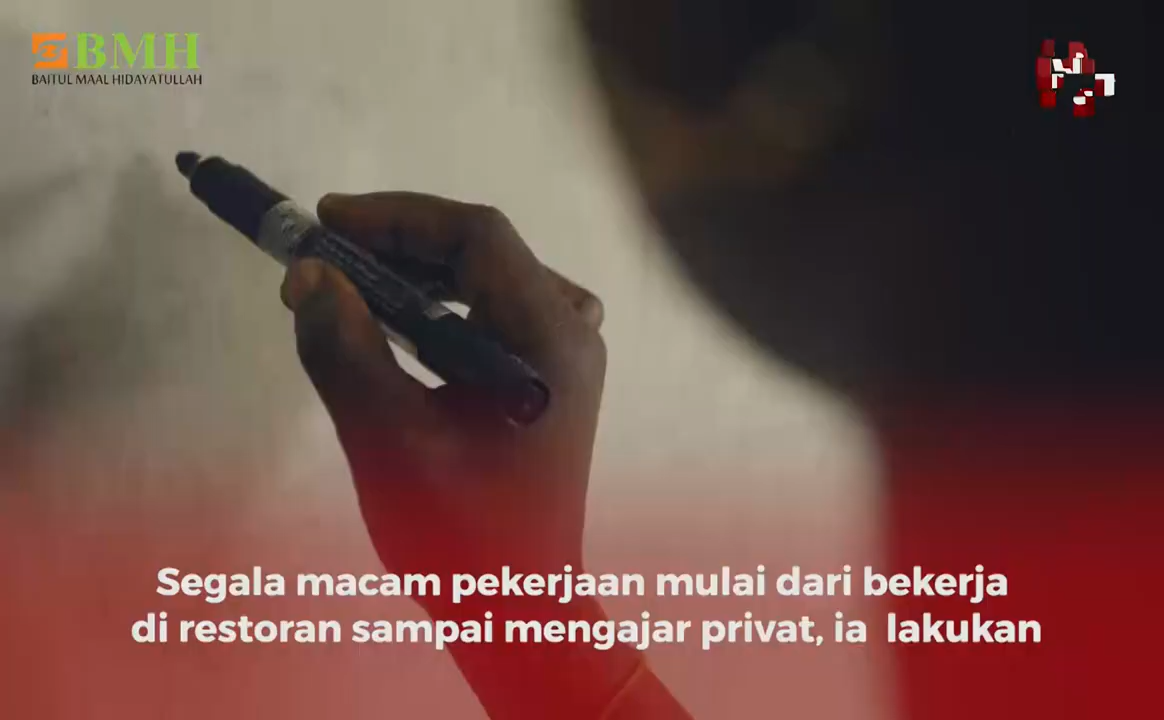 BMH
BAITUL MAAL HIDAYATULLAH
Segala macam pekerjaan mulai dari bekerja
di restoran sampai mengajar privat, ia lakukan